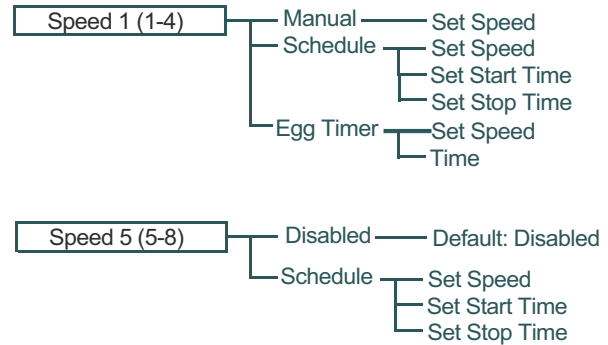 Speed 1 (1-4)
Manual
Set Speed
Schedule
Set Speed
Set Start Time
Set Stop Time
Egg Timer
Set Speed
Time
Speed 5 (5-8)
Disabled
Default: Disabled
Schedule
Set Speed
Set Start Time
Set Stop Time